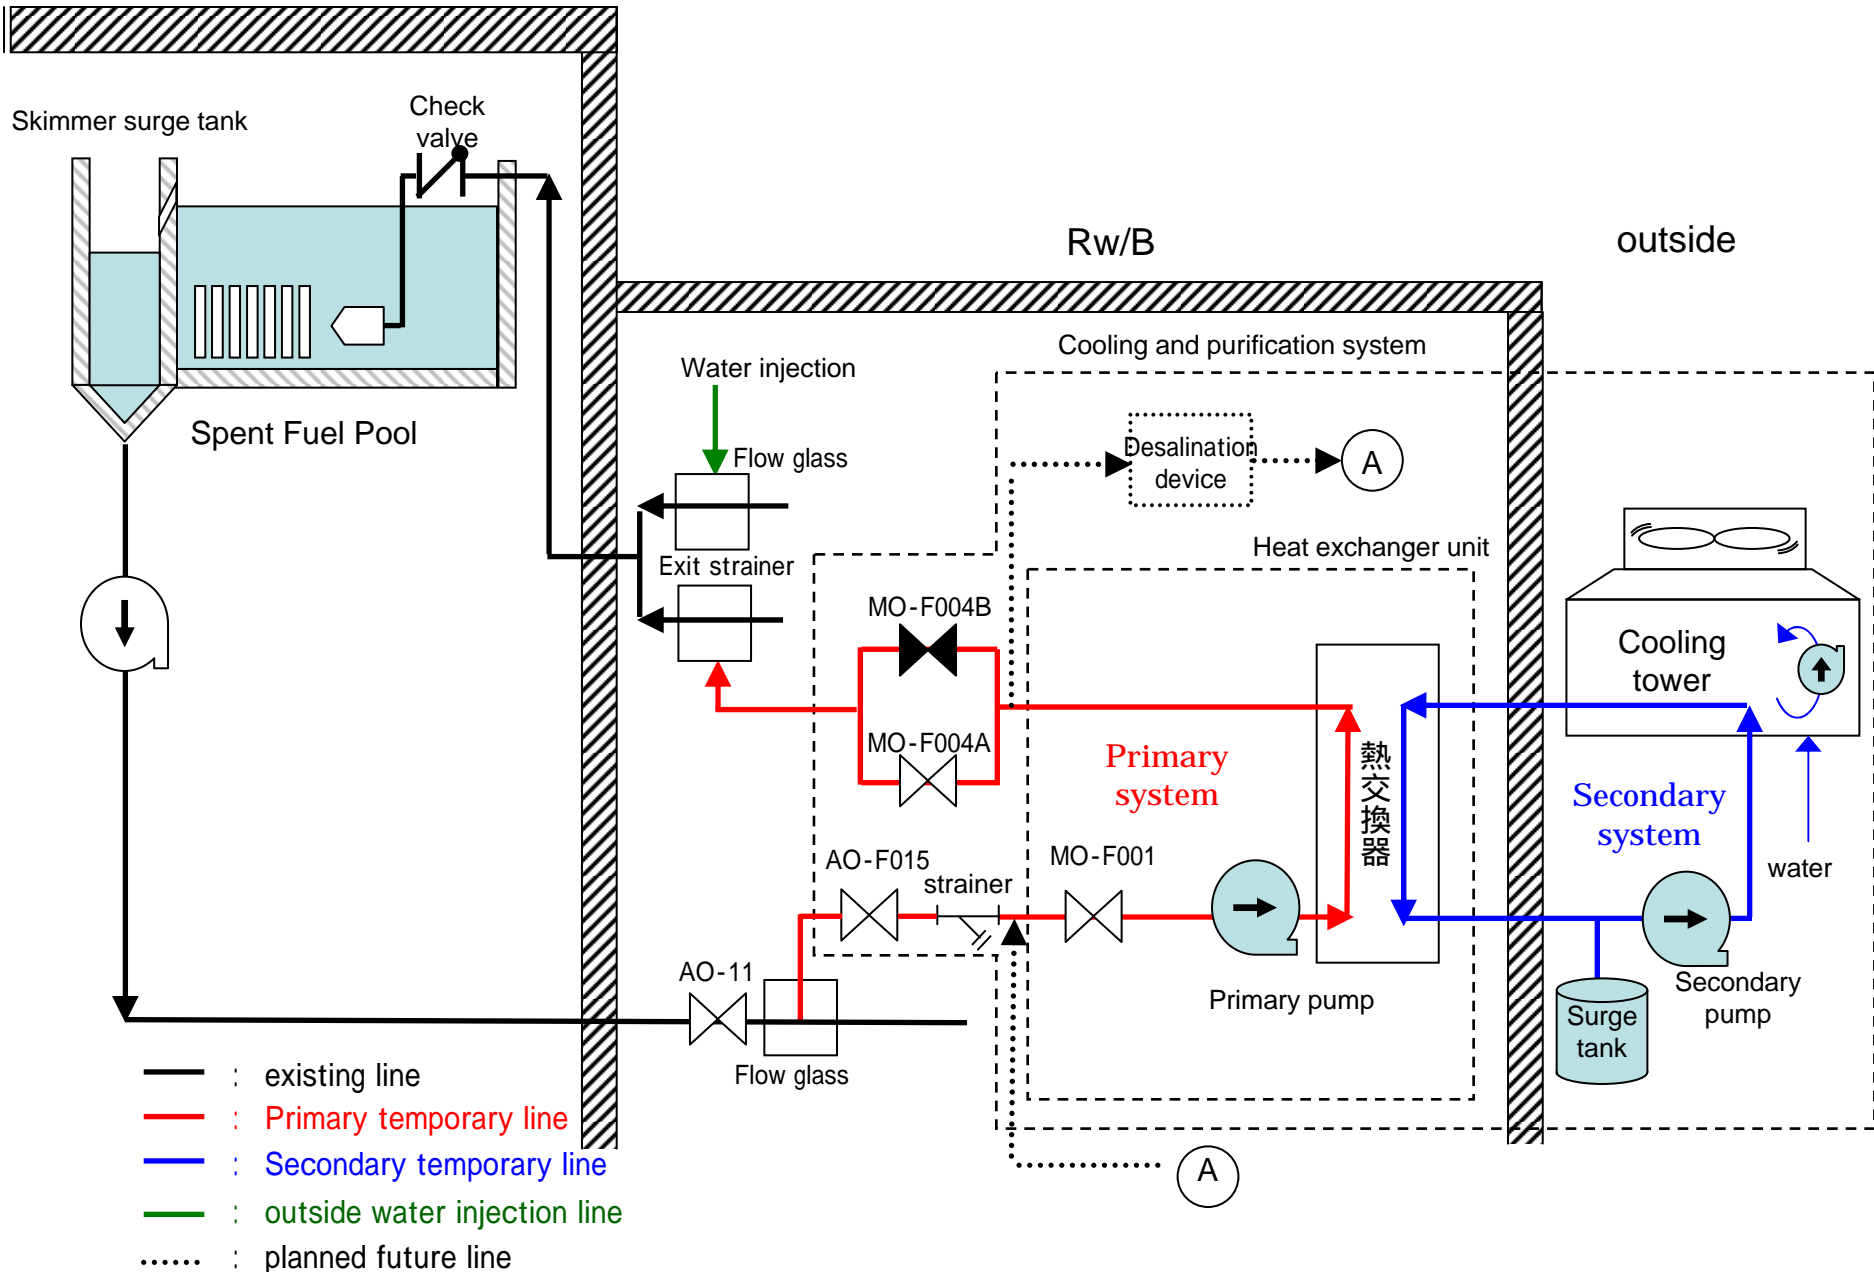 Skimmer surge tank
Check
valve
Rw/B
outside
Cooling and purification system
Water injection
Spent Fuel Pool
Flow glass
Desalination
device
A
Exit strainer
Heat exchanger unit
MO-F004B
Cooling
tower
MO-F004A
Primary
system
熱交換器
Secondary
system
AO-F015
strainer
MO-F001
water
AO-11
Primary pump
Secondary
pump
Surge
tank
Flow glass
: existing line
: Primary temporary line
: Secondary temporary line
A
: outside water injection line
: planned future line